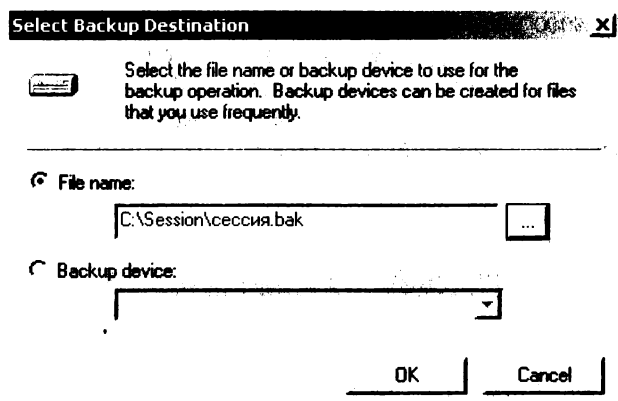 Select Backup Destination
Select the file name or backup device to use for the
backup operation. Backup devices can be created for files
that you use frequently.
File name:
C:\Session\сессия.bak
...
Backup device:
OK
Cancel